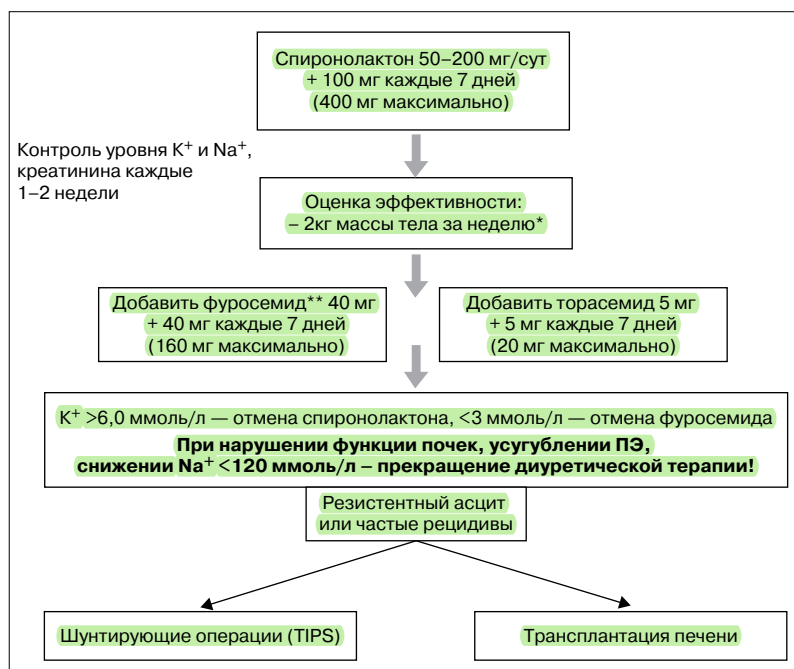 Спиронолактон 50–200 мг/сут
+ 100 мг каждые 7 дней
(400 мг максимально)
Контроль уровня K⁺ и Na⁺,
креатинина каждые
1–2 недели
Оценка эффективности:
– 2кг массы тела за неделю*
Добавить фуросемид** 40 мг
+ 40 мг каждые 7 дней
(160 мг максимально)
Добавить торасемид 5 мг
+ 5 мг каждые 7 дней
(20 мг максимально)
K⁺ >6,0 ммоль/л — отмена спиронолактона, <3 ммоль/л — отмена фуросемида
При нарушении функции почек, усугублении ПЭ,
снижении Na⁺ <120 ммоль/л – прекращение диуретической терапии!
Резистентный асцит
или частые рецидивы
Шунтирующие операции (TIPS)
Трансплантация печени